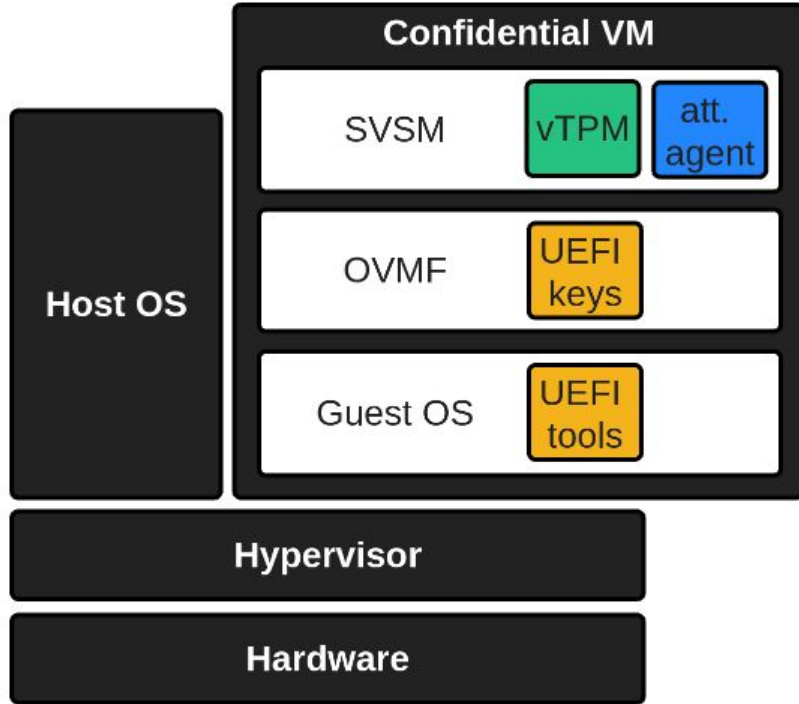 Confidential VM
SVSM
vTPM
att.
agent
Host OS
OVMF
UEFI
keys
Guest OS
UEFI
tools
Hypervisor
Hardware